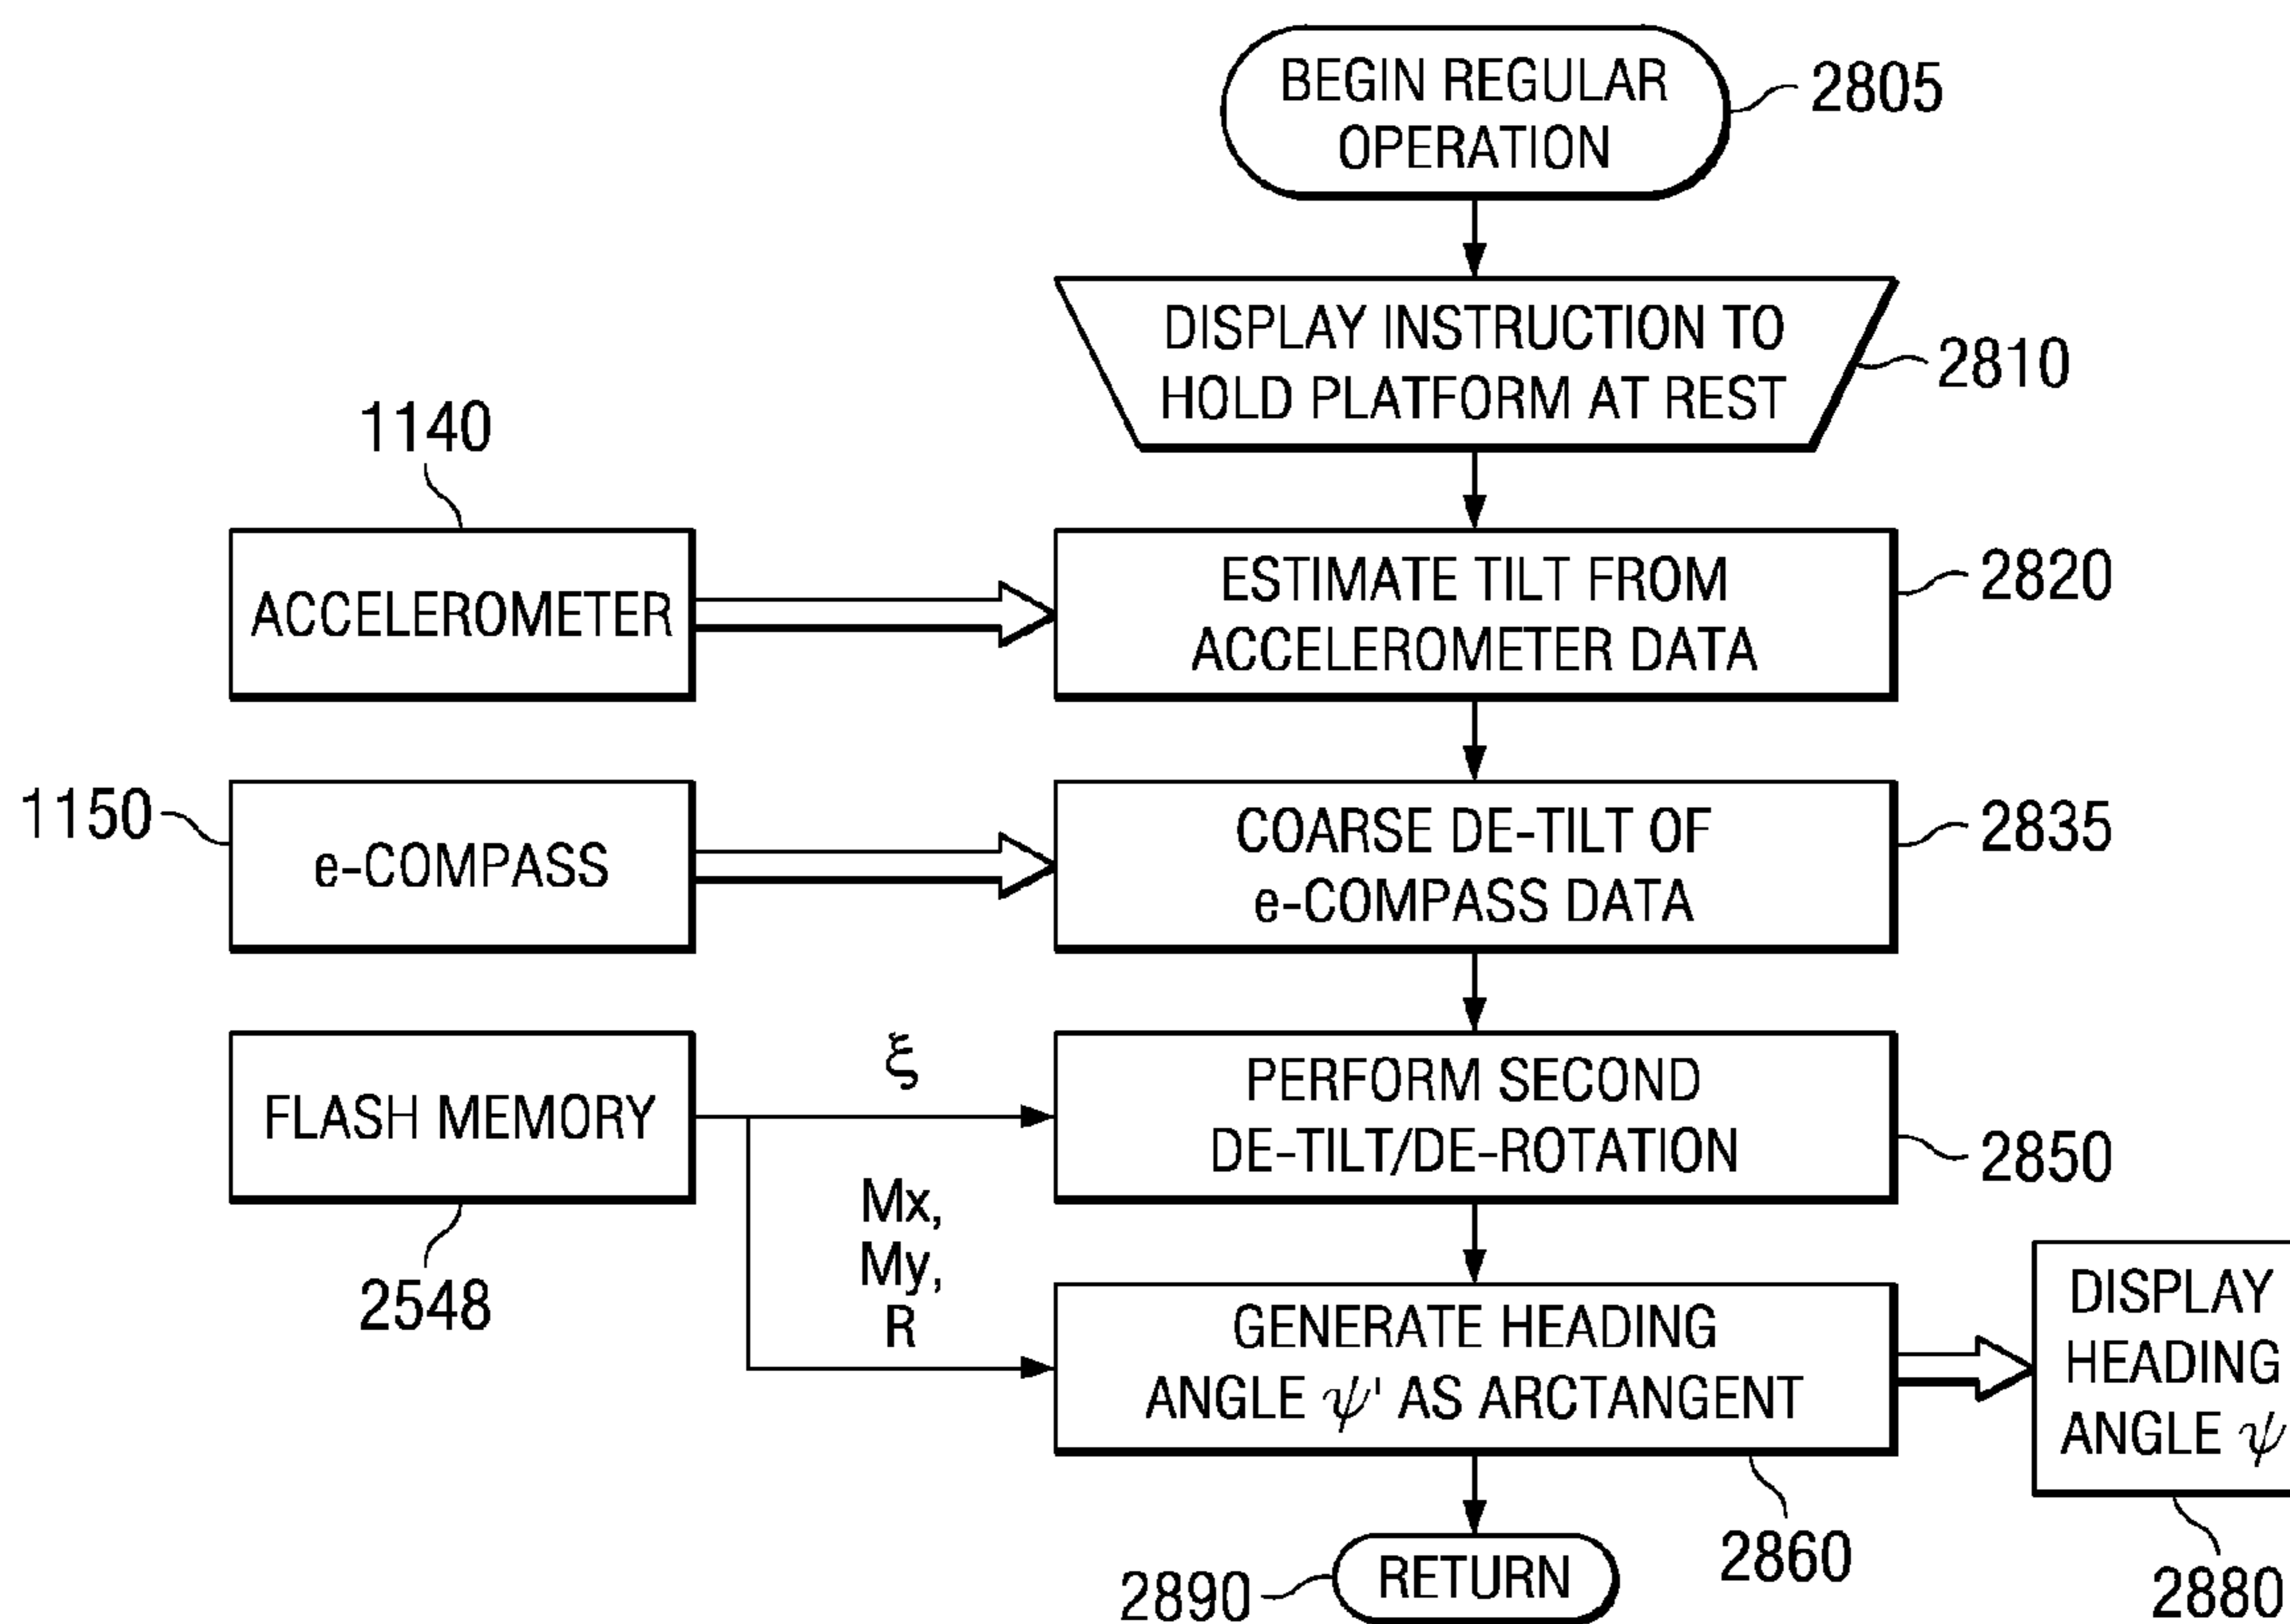 BEGIN REGULAR
OPERATION
2805
DISPLAY INSTRUCTION TO
HOLD PLATFORM AT REST
2810
1140
ACCELEROMETER
ESTIMATE TILT FROM
ACCELEROMETER DATA
2820
1150
e-COMPASS
COARSE DE-TILT OF
e-COMPASS DATA
2835
FLASH MEMORY
2548
ξ
PERFORM SECOND
DE-TILT/DE-ROTATION
2850
Mx,
My,
R
GENERATE HEADING
ANGLE ψ' AS ARCTANGENT
2860
DISPLAY
HEADING
ANGLE ψ
2880
RETURN
2890